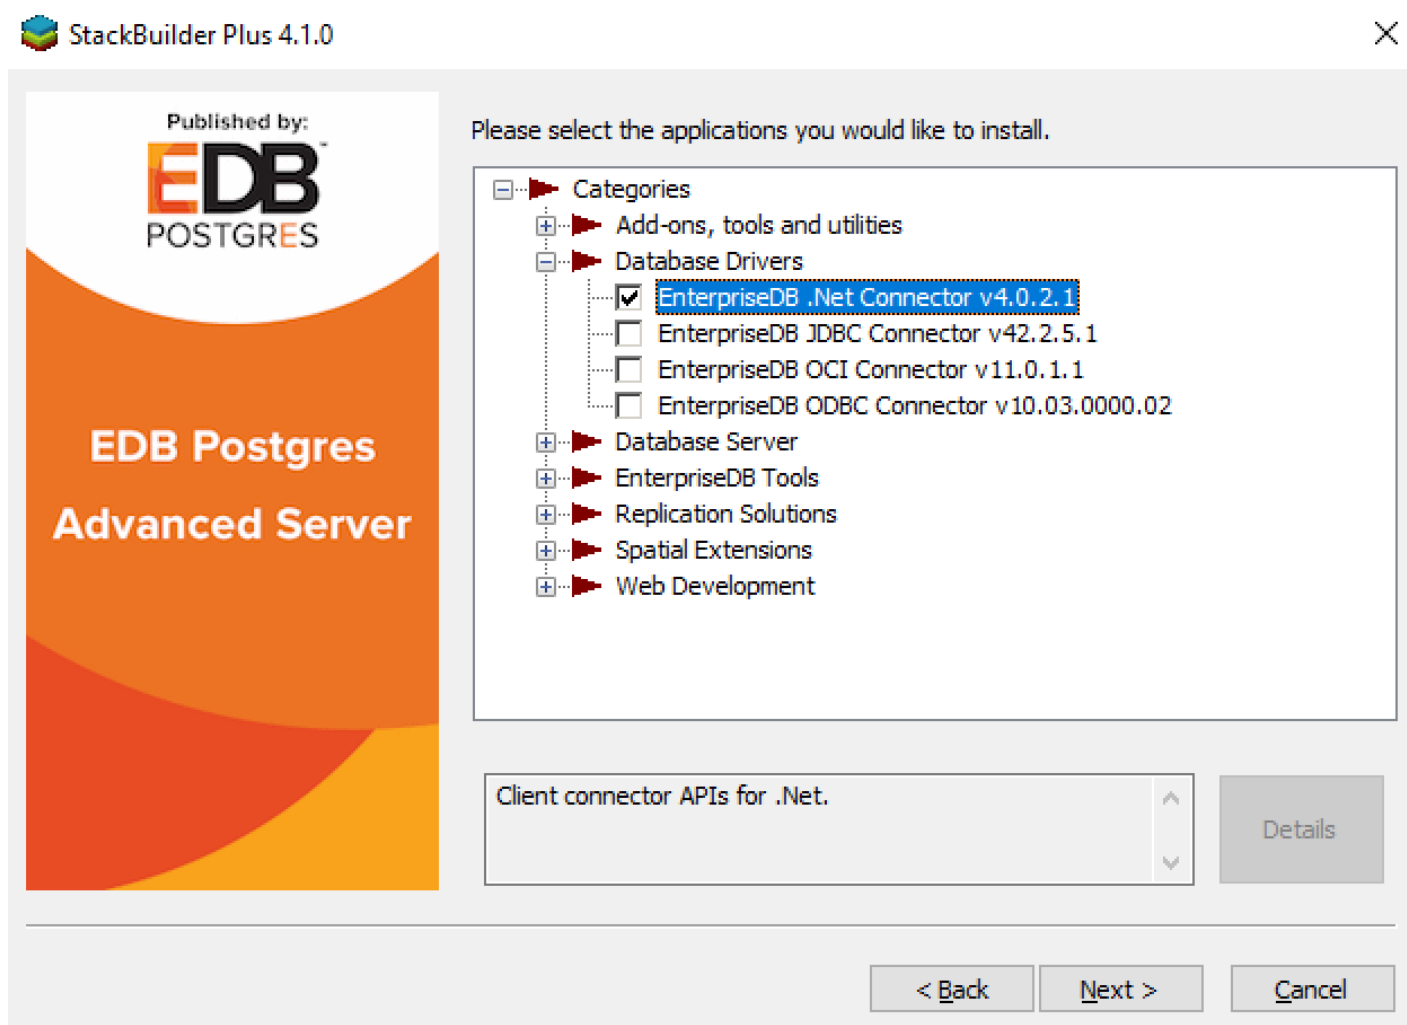 StackBuilder Plus 4.1.0
Published by:
EDB™
POSTGRES
EDB Postgres
Advanced Server
Please select the applications you would like to install.
Categories
Add-ons, tools and utilities
Database Drivers
EnterpriseDB .Net Connector v4.0.2.1
EnterpriseDB JDBC Connector v42.2.5.1
EnterpriseDB OCI Connector v11.0.1.1
EnterpriseDB ODBC Connector v10.03.0000.02
Database Server
EnterpriseDB Tools
Replication Solutions
Spatial Extensions
Web Development
Client connector APIs for .Net.
Details
< Back
Next >
Cancel